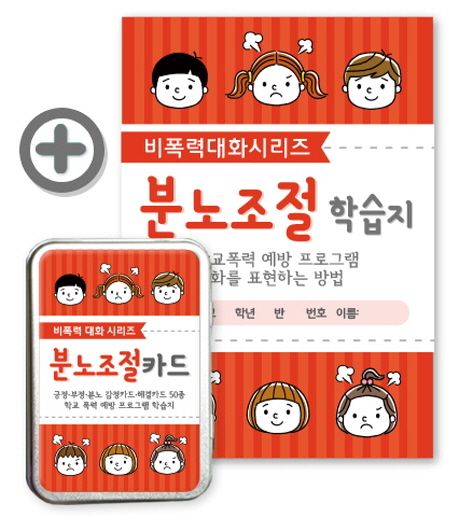 비폭력대화시리즈
분노조절 학습지
교폭력 예방 프로그램
화를 표현하는 방법
학년 반 번호 이름:
비폭력 대화 시리즈
분노조절카드
긍정·부정·분노 감정카드·해결카드 50종
학교 폭력 예방 프로그램 학습지